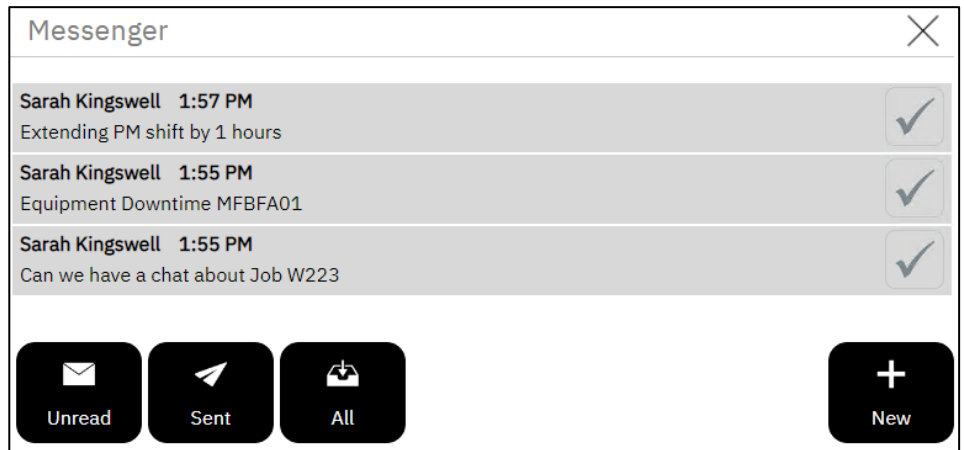 Messenger
Sarah Kingswell 1:57 PM
Extending PM shift by 1 hours
Sarah Kingswell 1:55 PM
Equipment Downtime MFBFA01
Sarah Kingswell 1:55 PM
Can we have a chat about Job W223
Unread Sent All New